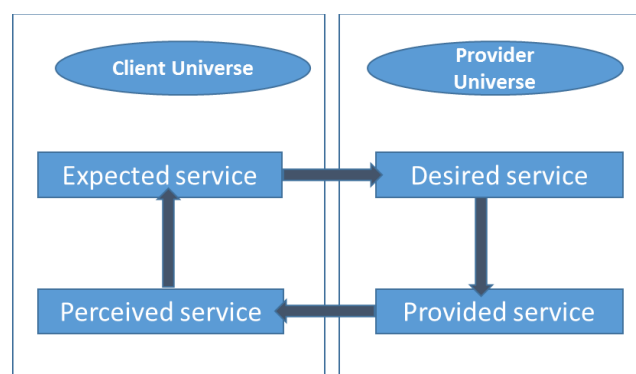 Client Universe
Provider
Universe
Expected service
Desired service
Perceived service
Provided service